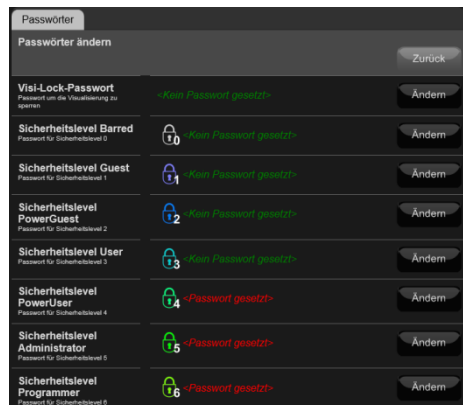 Passwörter
Passwörter ändern
Zurück
Visi-Lock-Passwort
Passwort um die Visualisierung zu
sperren
<Kein Passwort gesetzt>
Ändern
Sicherheitslevel Barred
Passwort für Sicherheitslevel 0
0
<Kein Passwort gesetzt>
Ändern
Sicherheitslevel Guest
Passwort für Sicherheitslevel 1
1
<Kein Passwort gesetzt>
Ändern
Sicherheitslevel
PowerGuest
Passwort für Sicherheitslevel 2
2
<Kein Passwort gesetzt>
Ändern
Sicherheitslevel User
Passwort für Sicherheitslevel 3
3
<Kein Passwort gesetzt>
Ändern
Sicherheitslevel
PowerUser
Passwort für Sicherheitslevel 4
4
<Passwort gesetzt>
Ändern
Sicherheitslevel
Administrator
Passwort für Sicherheitslevel 5
5
<Passwort gesetzt>
Ändern
Sicherheitslevel
Programmer
Passwort für Sicherheitslevel 6
6
<Passwort gesetzt>
Ändern